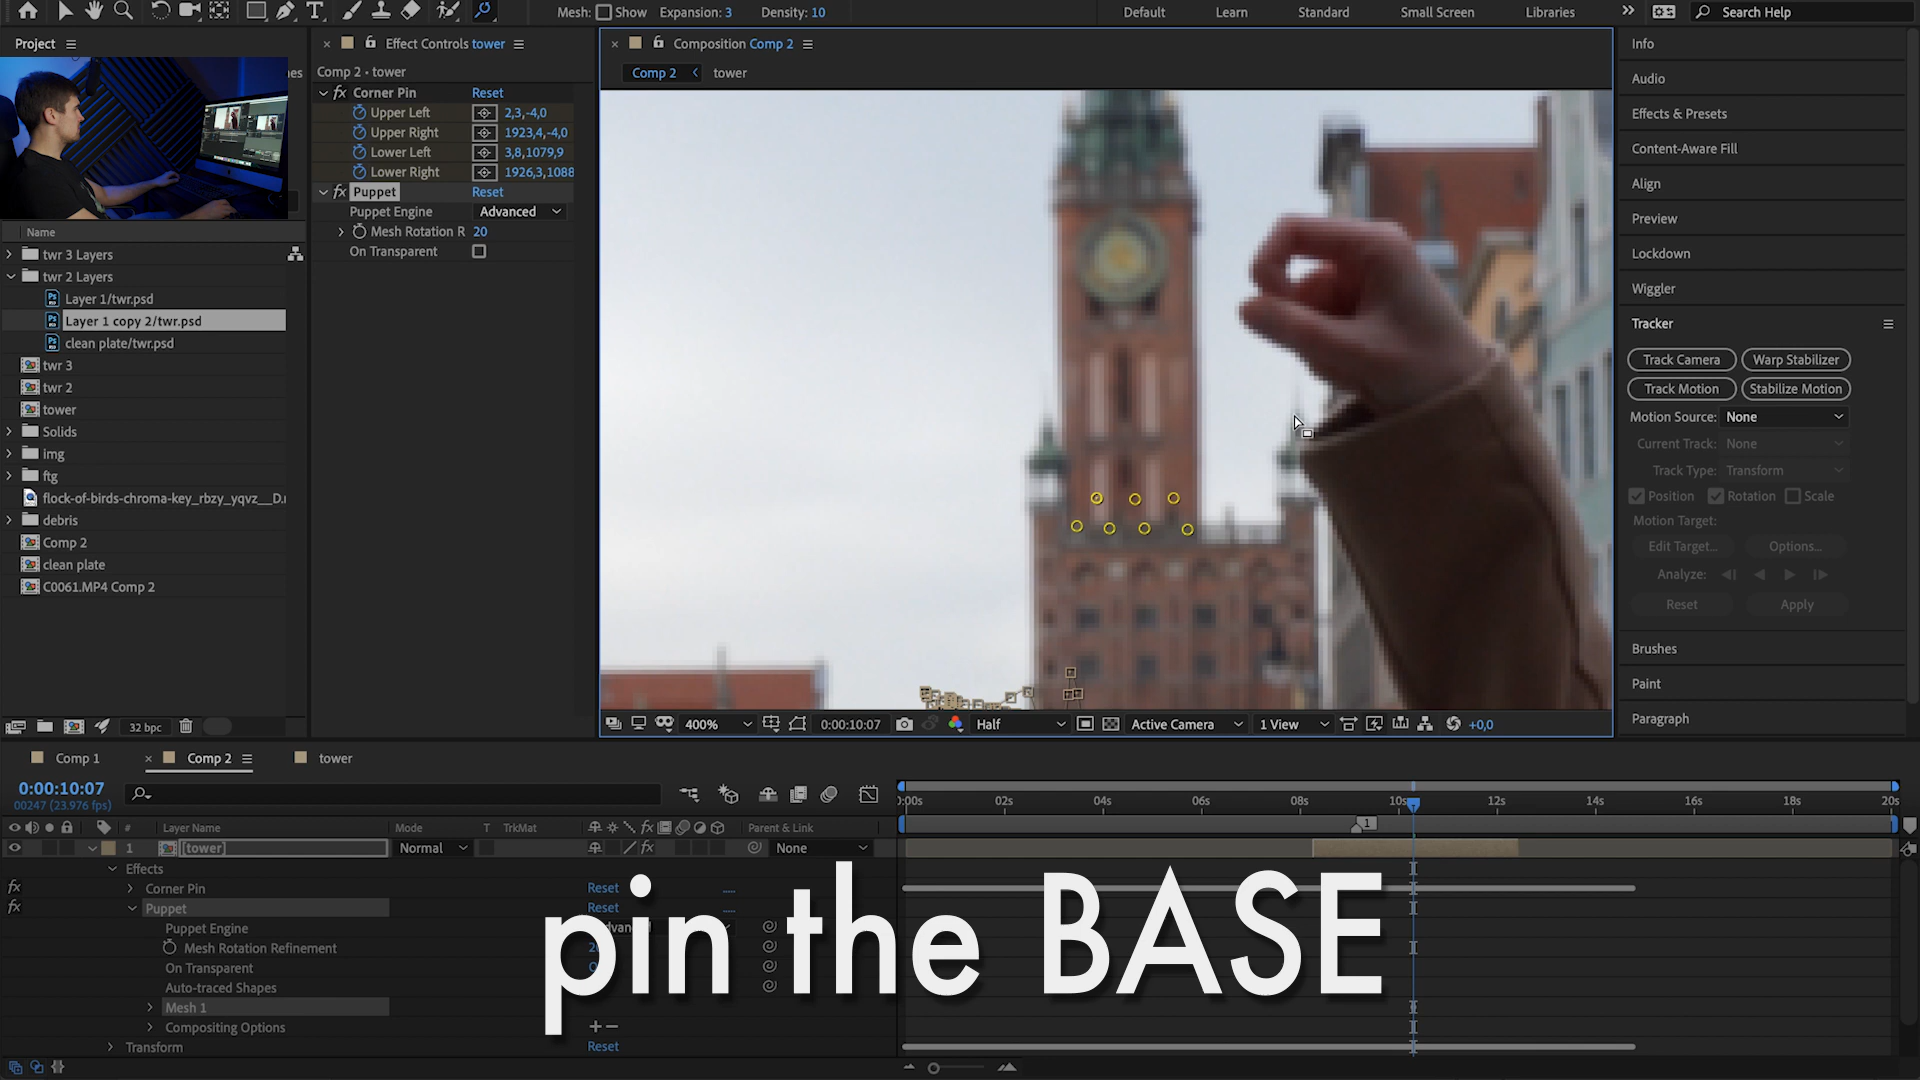 Mesh: Show Expansion: 3 Density: 10
Default Learn Standard Small Screen Libraries Search Help
Project
Name
twr 3 Layers
twr 2 Layers
Layer 1/twr.psd
Layer 1 copy 2/twr.psd
clean plate/twr.psd
twr 3
twr 2
tower
Solids
img
ftg
flock-of-birds-chroma-key_rbzy_yqvz__D.r
debris
Comp 2
clean plate
C0061.MP4 Comp 2
32 bpc
Effect Controls tower
Comp 2 • tower
fx Corner Pin Reset
Upper Left 2,3,-4,0
Upper Right 1923,4,-4,0
Lower Left 3,8,1079,9
Lower Right 1926,3,1088
fx Puppet Reset
Puppet Engine Advanced
Mesh Rotation R 20
On Transparent
Composition Comp 2
Comp 2 tower
400% 0:00:10:07 Half Active Camera 1 View +0,0
Info
Audio
Effects & Presets
Content-Aware Fill
Align
Preview
Lockdown
Wiggler
Tracker
Track Camera Warp Stabilizer
Track Motion Stabilize Motion
Motion Source: None
Current Track: None
Track Type: Transform
Position Rotation Scale
Motion Target:
Edit Target... Options...
Analyze:
Reset Apply
Brushes
Paint
Paragraph
Comp 1 Comp 2 tower
0:00:10:07
00247 (23.976 fps)
:00s 02s 04s 06s 08s 10s 12s 14s 16s 18s 20s
1
# Layer Name Mode T TrkMat fx Parent & Link
1 [tower] Normal fx None
Effects
fx Corner Pin Reset
fx Puppet Reset
Puppet Engine
Mesh Rotation Refinement
On Transparent
Auto-traced Shapes
Mesh 1
Compositing Options
Transform Reset
pin the BASE